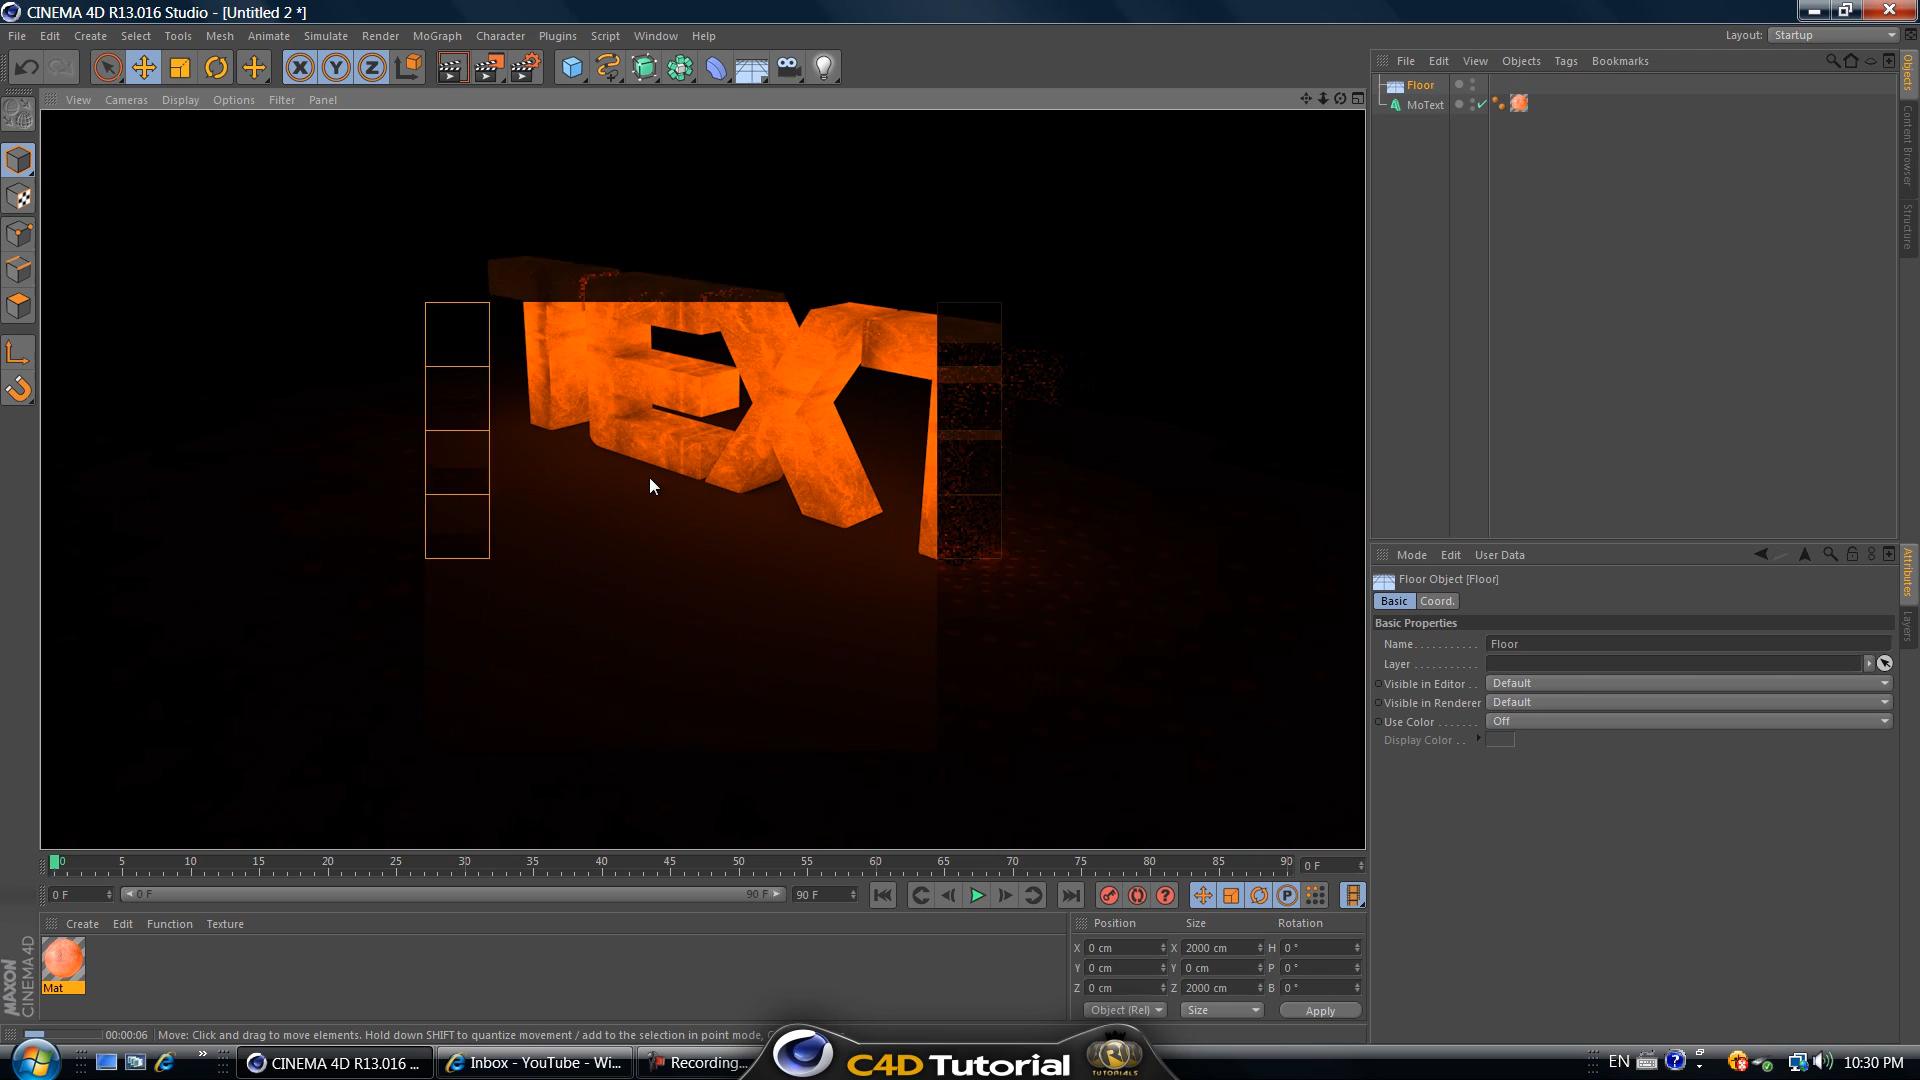 CINEMA 4D R13.016 Studio - [Untitled 2 *]
File Edit Create Select Tools Mesh Animate Simulate Render MoGraph Character Plugins Script Window Help
Layout: Startup
X Y Z
File Edit View Objects Tags Bookmarks
View Cameras Display Options Filter Panel
Floor
MoText
Objects
Content Browser
Structure
TEXT
Mode Edit User Data
Floor Object [Floor]
Basic Coord.
Basic Properties
Name Floor
Layer
Visible in Editor Default
Visible in Renderer Default
Use Color Off
Display Color
Attributes
Layers
0 5 10 15 20 25 30 35 40 45 50 55 60 65 70 75 80 85 90 0 F
0 F 0 F 90 F 90 F
Create Edit Function Texture
Mat
Position Size Rotation
X 0 cm X 2000 cm H 0 °
Y 0 cm Y 0 cm P 0 °
Z 0 cm Z 2000 cm B 0 °
Object (Rel) Size Apply
MAXON
CINEMA 4D
00:00:06 Move: Click and drag to move elements. Hold down SHIFT to quantize movement / add to the selection in point mode,
CINEMA 4D R13.016 ...
Inbox - YouTube - Wi...
Recording...
C4D Tutorial
TUTORIALS
EN
10:30 PM